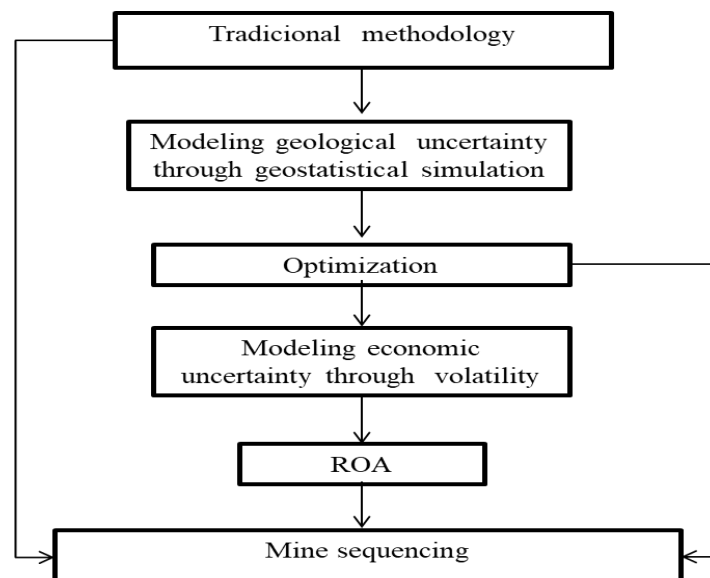 Tradicional methodology
Modeling geological uncertainty
through geostatistical simulation
Optimization
Modeling economic
uncertainty through volatility
ROA
Mine sequencing